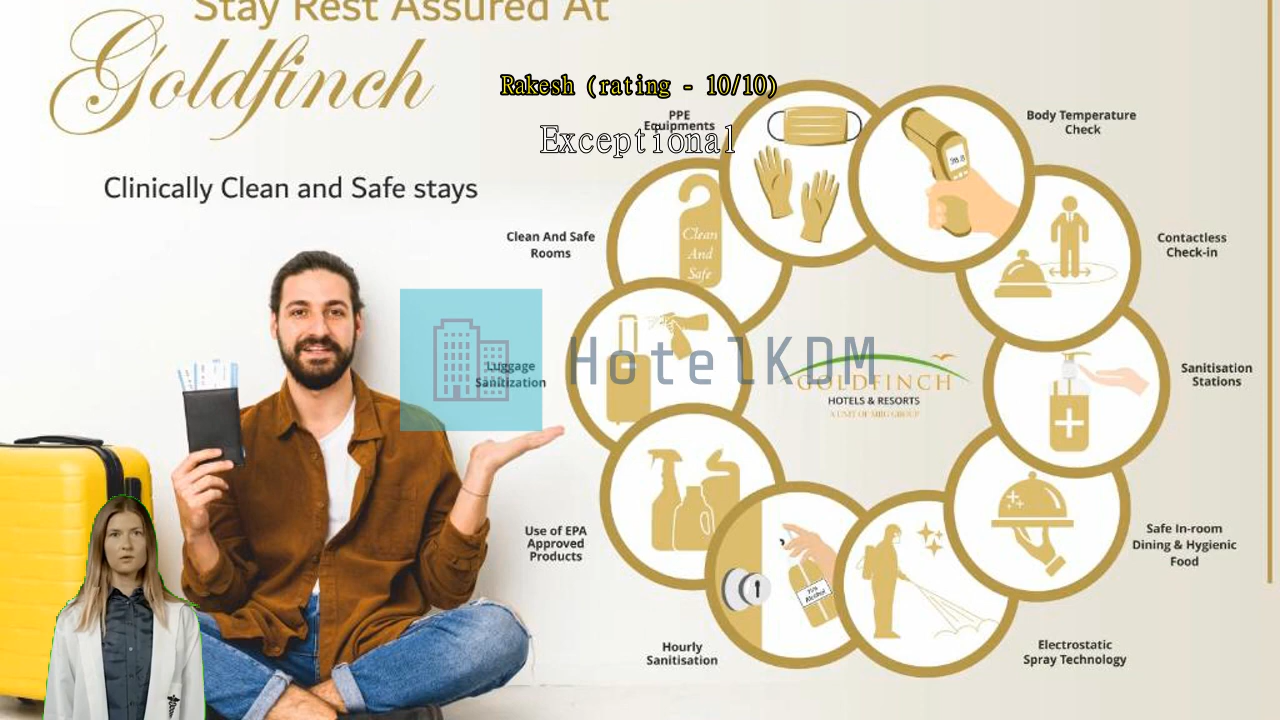 Stay Rest Assured At
Goldfinch
Rakesh (rating - 10/10)
Exceptional
Clinically Clean and Safe stays
PPE
Equipments
Body Temperature
Check
Clean And Safe
Rooms
Clean
And
Safe
Contactless
Check-in
Luggage
Sanitization
HotelKDM
GOLDFINCH
HOTELS & RESORTS
A UNIT OF MRG GROUP
Sanitisation
Stations
Use of EPA
Approved
Products
Safe In-room
Dining & Hygienic
Food
Alcohol
Hourly
Sanitisation
Electrostatic
Spray Technology